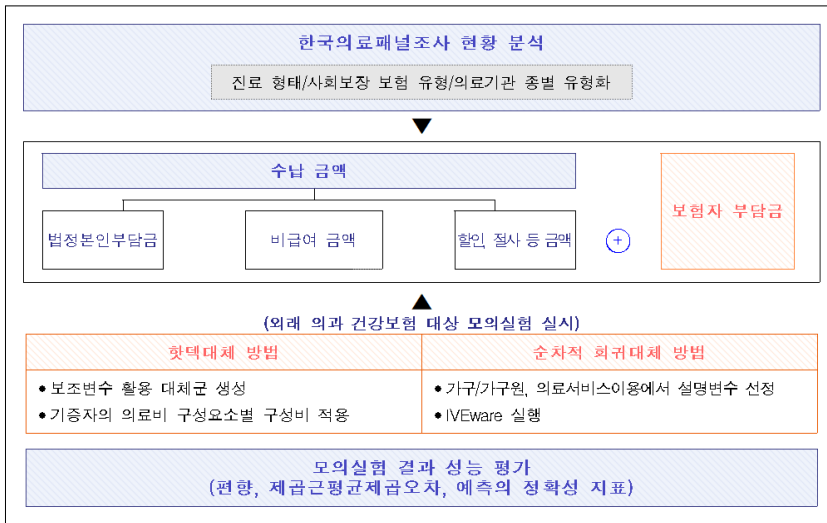 한국의료패널조사 현황 분석
진료 형태/사회보장 보험 유형/의료기관 종별 유형화
▼
수납 금액
보험자 부담금
법정본인부담금
비급여 금액
할인, 절사 등 금액
+
▲
(외래 의과 건강보험 대상 모의실험 실시)
핫덱대체 방법
순차적 회귀대체 방법
● 보조변수 활용 대체군 생성
● 기증자의 의료비 구성요소별 구성비 적용
● 가구/가구원, 의료서비스이용에서 설명변수 선정
● IVEware 실행
모의실험 결과 성능 평가
(편향, 제곱근평균제곱오차, 예측의 정확성 지표)